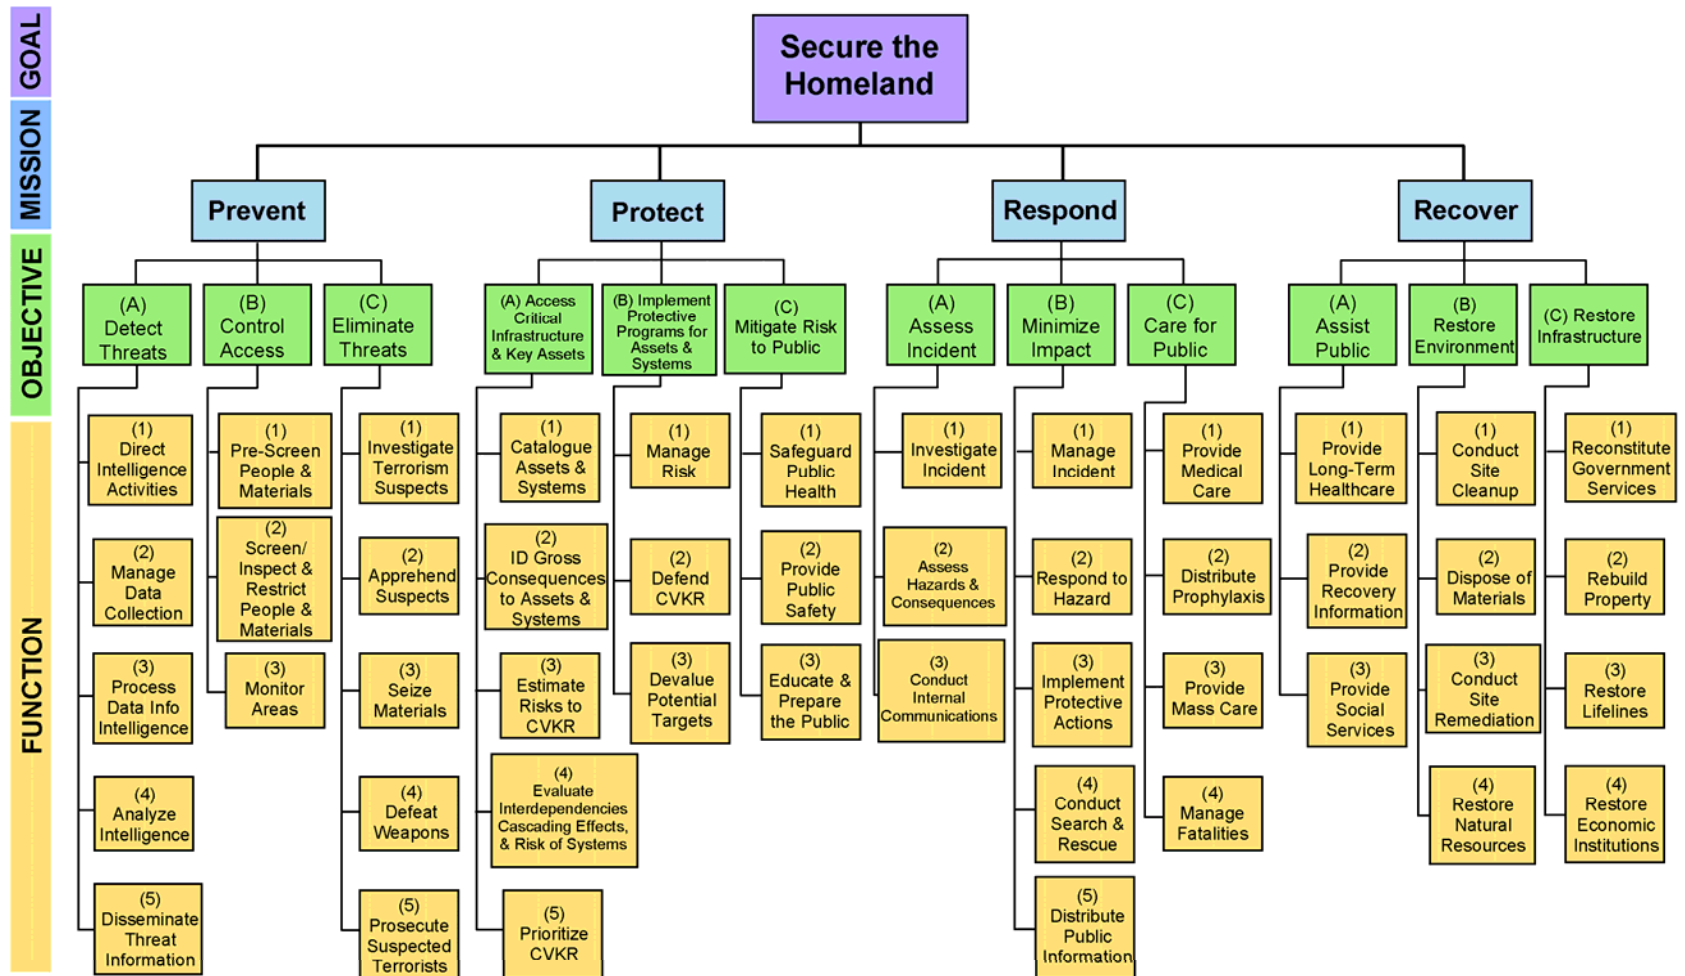 GOAL
MISSION
OBJECTIVE
FUNCTION
Secure the
Homeland
Prevent
Protect
Respond
Recover
(A)
Detect
Threats
(B)
Control
Access
(C)
Eliminate
Threats
(A) Access
Critical
Infrastructure
& Key Assets
(B) Implement
Protective
Programs for
Assets &
Systems
(C)
Mitigate Risk
to Public
(A)
Assess
Incident
(B)
Minimize
Impact
(C)
Care for
Public
(A)
Assist
Public
(B)
Restore
Environment
(C) Restore
Infrastructure
(1)
Direct
Intelligence
Activities
(2)
Manage
Data
Collection
(3)
Process
Data Info
Intelligence
(4)
Analyze
Intelligence
(5)
Disseminate
Threat
Information
(1)
Pre-Screen
People &
Materials
(2)
Screen/
Inspect &
Restrict
People &
Materials
(3)
Monitor
Areas
(1)
Investigate
Terrorism
Suspects
(2)
Apprehend
Suspects
(3)
Seize
Materials
(4)
Defeat
Weapons
(5)
Prosecute
Suspected
Terrorists
(1)
Catalogue
Assets &
Systems
(2)
ID Gross
Consequences
to Assets &
Systems
(3)
Estimate
Risks to
CVKR
(4)
Evaluate
Interdependencies
Cascading Effects,
& Risk of Systems
(5)
Prioritize
CVKR
(1)
Manage
Risk
(2)
Defend
CVKR
(3)
Devalue
Potential
Targets
(1)
Safeguard
Public
Health
(2)
Provide
Public
Safety
(3)
Educate &
Prepare
the Public
(1)
Investigate
Incident
(2)
Assess
Hazards &
Consequences
(3)
Conduct
Internal
Communications
(1)
Manage
Incident
(2)
Respond to
Hazard
(3)
Implement
Protective
Actions
(4)
Conduct
Search &
Rescue
(5)
Distribute
Public
Information
(1)
Provide
Medical
Care
(2)
Distribute
Prophylaxis
(3)
Provide
Mass Care
(4)
Manage
Fatalities
(1)
Provide
Long-Term
Healthcare
(2)
Provide
Recovery
Information
(3)
Provide
Social
Services
(1)
Conduct
Site
Cleanup
(2)
Dispose of
Materials
(3)
Conduct
Site
Remediation
(4)
Restore
Natural
Resources
(1)
Reconstitute
Government
Services
(2)
Rebuild
Property
(3)
Restore
Lifelines
(4)
Restore
Economic
Institutions